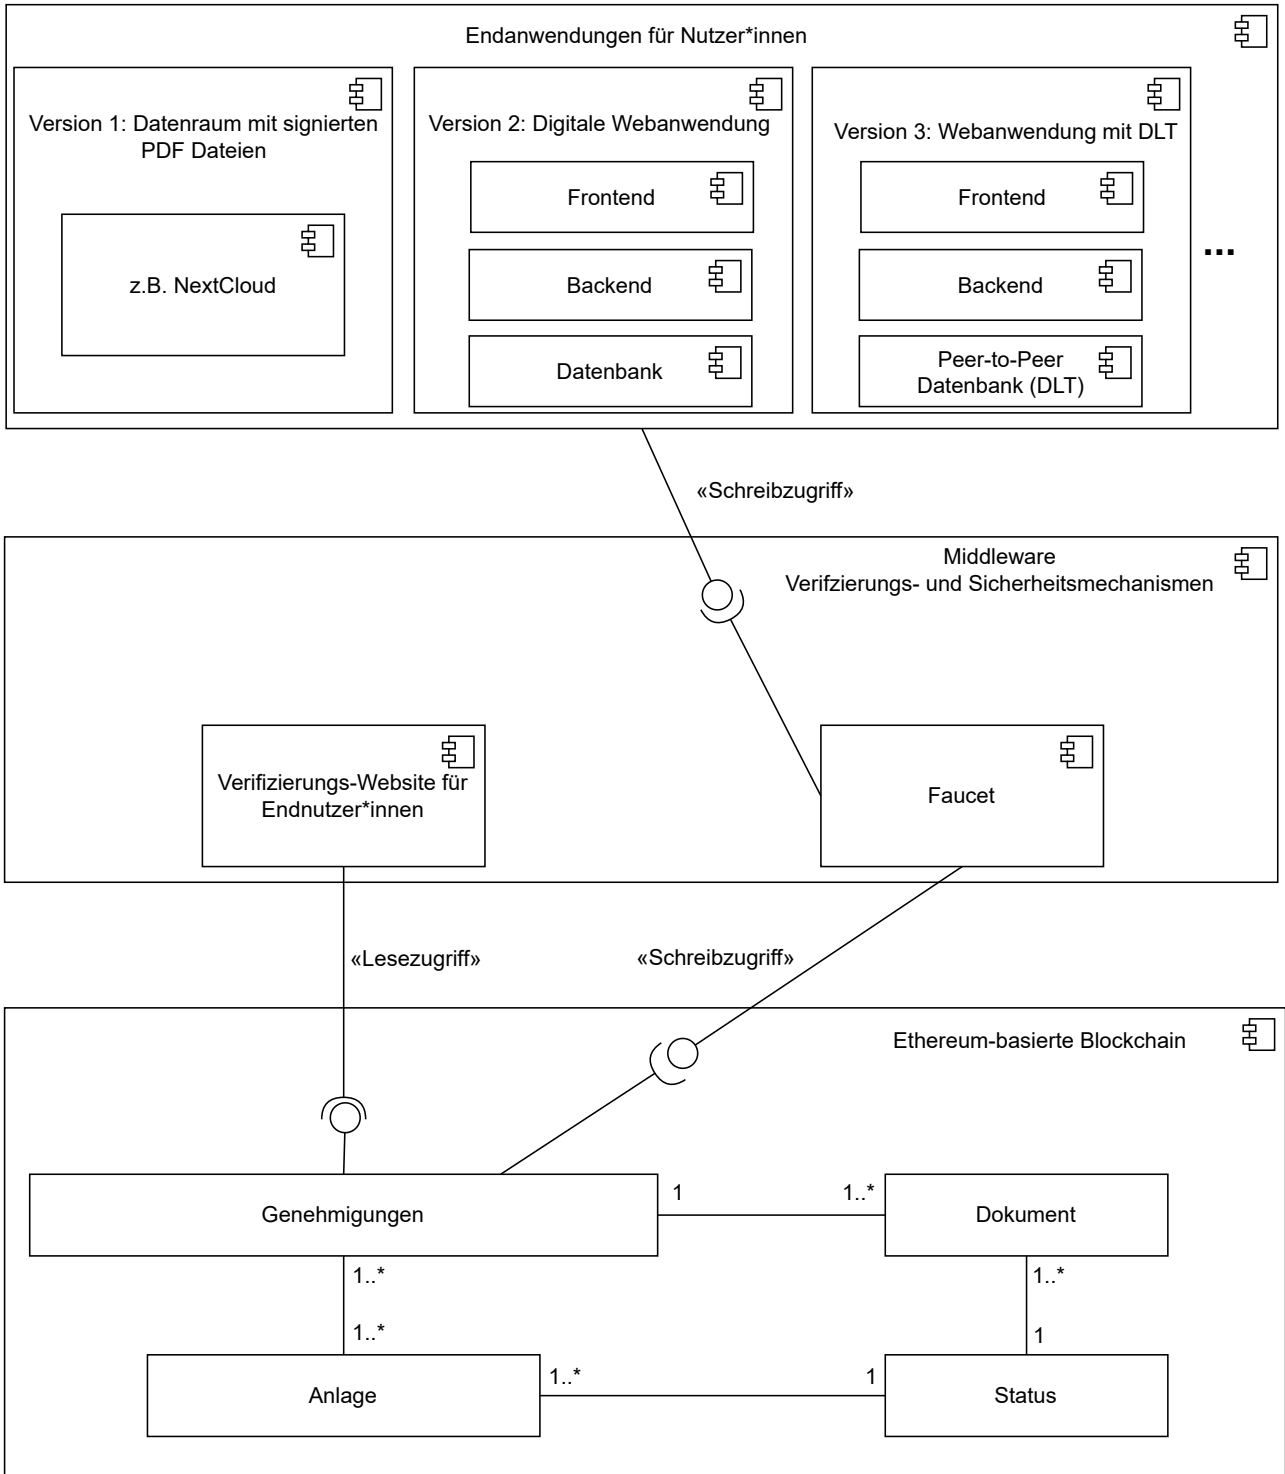 Endanwendungen für Nutzer*innen
Version 1: Datenraum mit signierten
PDF Dateien
z.B. NextCloud
Version 2: Digitale Webanwendung
Frontend
Backend
Datenbank
Version 3: Webanwendung mit DLT
Frontend
Backend
Peer-to-Peer
Datenbank (DLT)
...
«Schreibzugriff»
Middleware
Verifzierungs- und Sicherheitsmechanismen
Verifizierungs-Website für
Endnutzer*innen
Faucet
«Lesezugriff»
«Schreibzugriff»
Ethereum-basierte Blockchain
Genehmigungen
1
1..*
Dokument
1..*
1..*
1..*
1
Anlage
1..*
1
Status